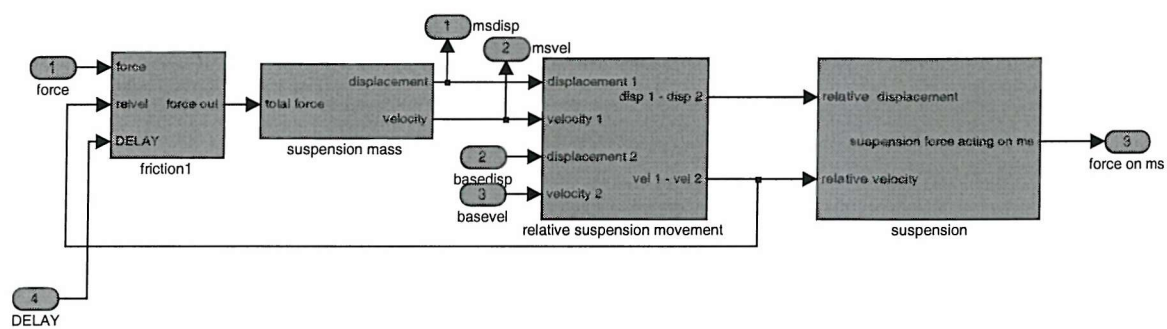 1
force
force
relvel
force out
DELAY
friction1
total force
displacement
velocity
suspension mass
1
msdisp
2
msvel
displacement 1
disp 1 - disp 2
velocity 1
2
basedisp
displacement 2
vel 1 - vel 2
3
basevel
velocity 2
relative suspension movement
relative displacement
suspension force acting on ms
relative velocity
suspension
3
force on ms
4
DELAY